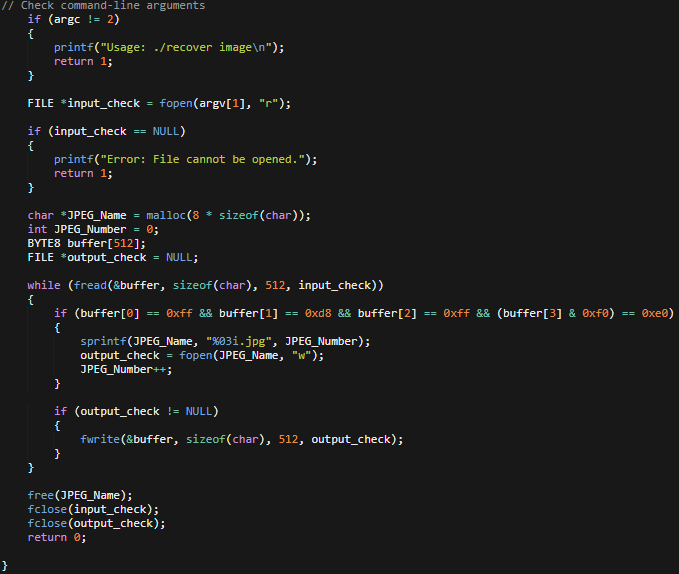 // Check command-line arguments
if (argc != 2)
{
printf("Usage: ./recover image\n");
return 1;
}
FILE *input_check = fopen(argv[1], "r");
if (input_check == NULL)
{
printf("Error: File cannot be opened.");
return 1;
}
char *JPEG_Name = malloc(8 * sizeof(char));
int JPEG_Number = 0;
BYTE8 buffer[512];
FILE *output_check = NULL;
while (fread(&buffer, sizeof(char), 512, input_check))
{
if (buffer[0] == 0xff && buffer[1] == 0xd8 && buffer[2] == 0xff && (buffer[3] & 0xf0) == 0xe0)
{
sprintf(JPEG_Name, "%03i.jpg", JPEG_Number);
output_check = fopen(JPEG_Name, "w");
JPEG_Number++;
}
if (output_check != NULL)
{
fwrite(&buffer, sizeof(char), 512, output_check);
}
}
free(JPEG_Name);
fclose(input_check);
fclose(output_check);
return 0;
}